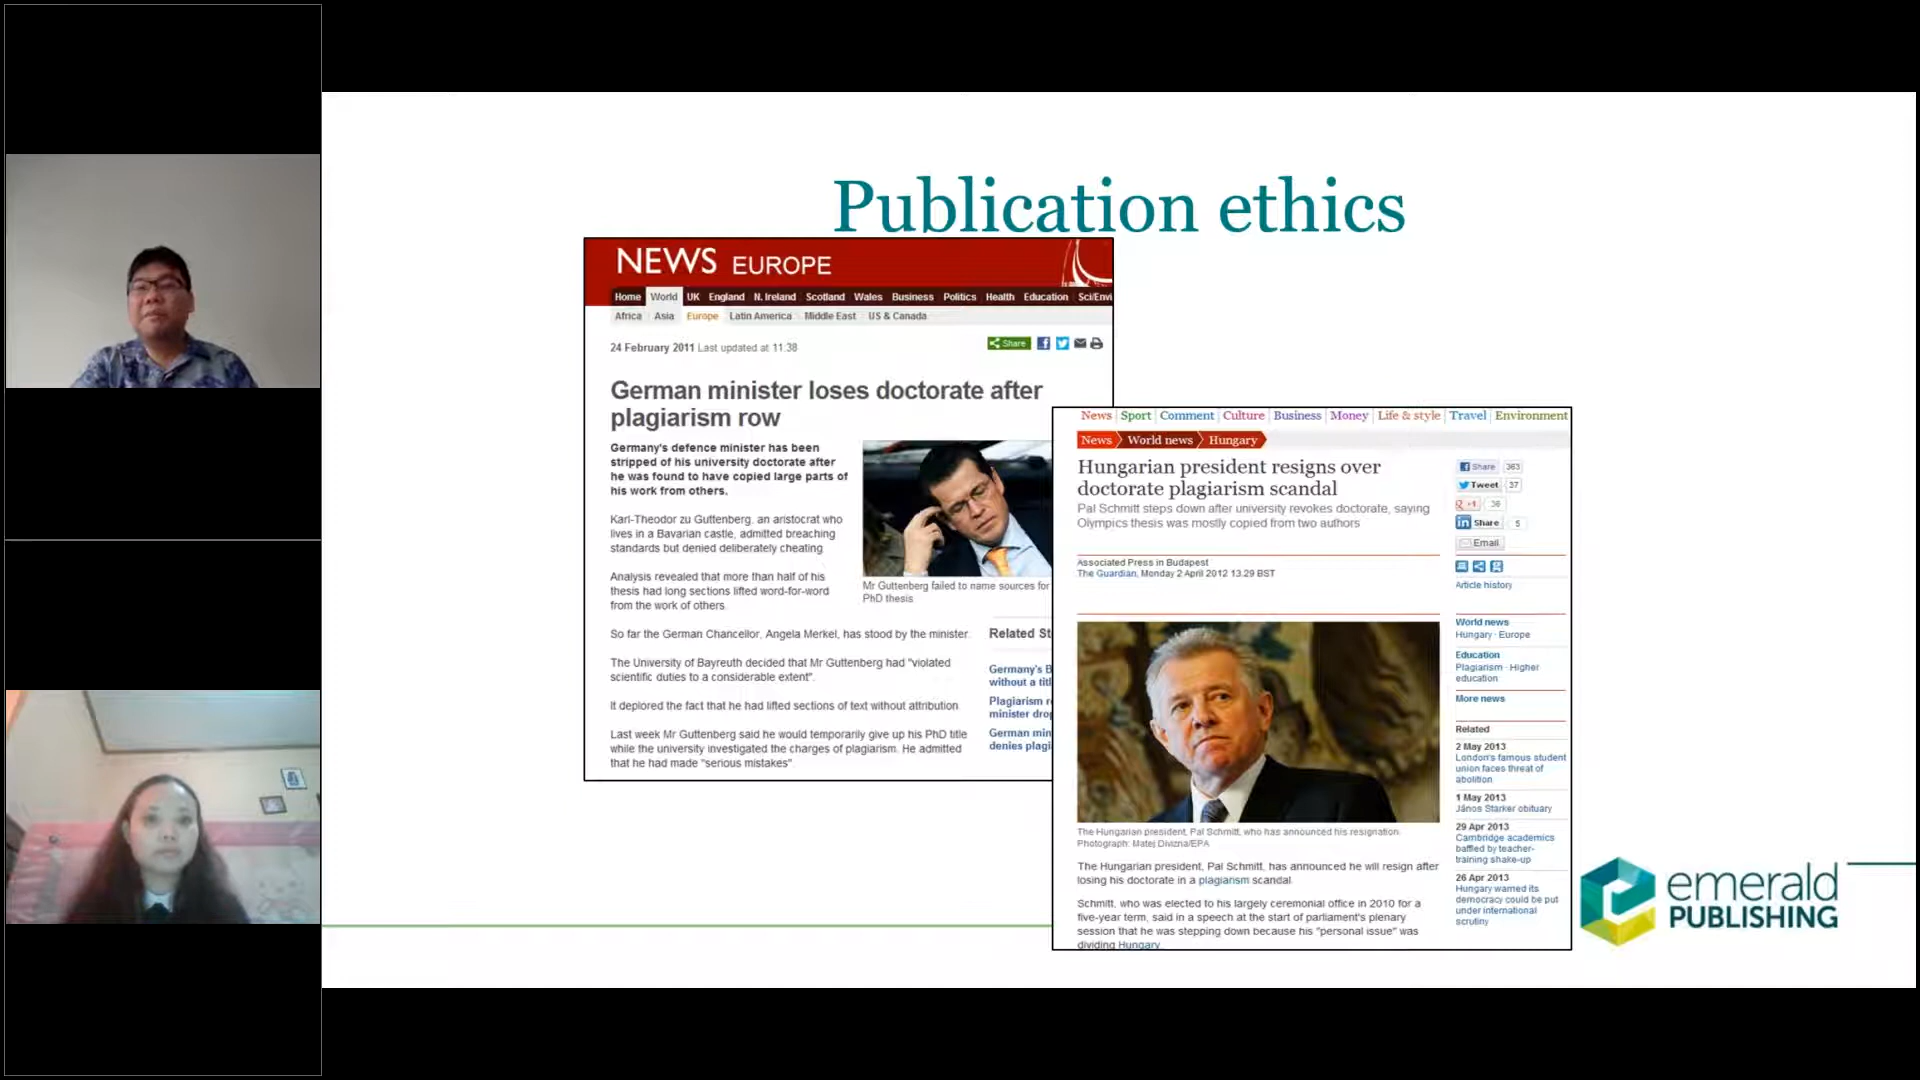 Publication ethics
NEWS EUROPE
Home World UK England N. Ireland Scotland Wales Business Politics Health Education Sci/Envi
Africa Asia Europe Latin America Middle East US & Canada
24 February 2011 Last updated at 11:38
Share
German minister loses doctorate after
plagiarism row
Germany's defence minister has been
stripped of his university doctorate after
he was found to have copied large parts of
his work from others.
Karl-Theodor zu Guttenberg, an aristocrat who
lives in a Bavarian castle, admitted breaching
standards but denied deliberately cheating
Analysis revealed that more than half of his
thesis had long sections lifted word-for-word
from the work of others.
Mr Guttenberg failed to name sources for
PhD thesis
So far the German Chancellor, Angela Merkel, has stood by the minister.
The University of Bayreuth decided that Mr Guttenberg had "violated
scientific duties to a considerable extent".
It deplored the fact that he had lifted sections of text without attribution
Last week Mr Guttenberg said he would temporarily give up his PhD title
while the university investigated the charges of plagiarism. He admitted
that he had made "serious mistakes".
Related St
Germany's B
without a titl
Plagiarism r
minister drop
German min
denies plagi
News Sport Comment Culture Business Money Life & style Travel Environment
News World news Hungary
Hungarian president resigns over
doctorate plagiarism scandal
Pal Schmitt steps down after university revokes doctorate, saying
Olympics thesis was mostly copied from two authors
Associated Press in Budapest
The Guardian, Monday 2 April 2012 13.29 BST
The Hungarian president, Pal Schmitt, who has announced his resignation.
Photograph: Matej Divizna/EPA
The Hungarian president, Pal Schmitt, has announced he will resign after
losing his doctorate in a plagiarism scandal.
Schmitt, who was elected to his largely ceremonial office in 2010 for a
five-year term, said in a speech at the start of parliament's plenary
session that he was stepping down because his "personal issue" was
dividing Hungary.
Share 363
Tweet 37
+1 36
in Share 5
Email
Article history
World news
Hungary · Europe
Education
Plagiarism · Higher
education
More news
Related
2 May 2013
London's famous student
union faces threat of
abolition
1 May 2013
János Starker obituary
29 Apr 2013
Cambridge academics
baffled by teacher-
training shake-up
26 Apr 2013
Hungary warned its
democracy could be put
under international
scrutiny
emerald
PUBLISHING